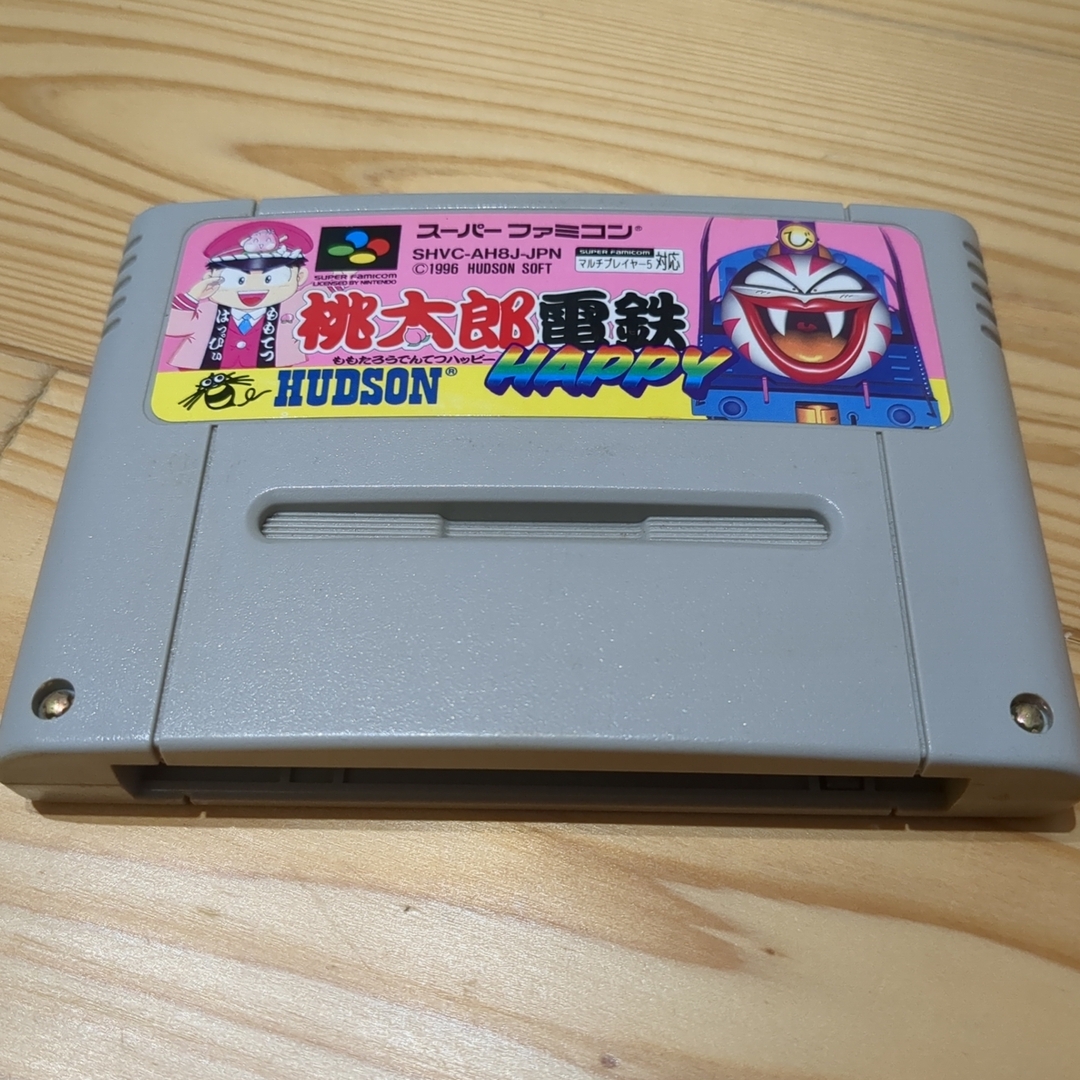 スーパーファミコン®
SHVC-AH8J-JPN
©1996 HUDSON SOFT
SUPER FAMICOM
マルチプレイヤー5 対応
SUPER FAMICOM
LICENSED BY NINTENDO
桃太郎電鉄
ももたろうでんてつハッピー
HAPPY
HUDSON®
ももてつ
はっぴぃ
び